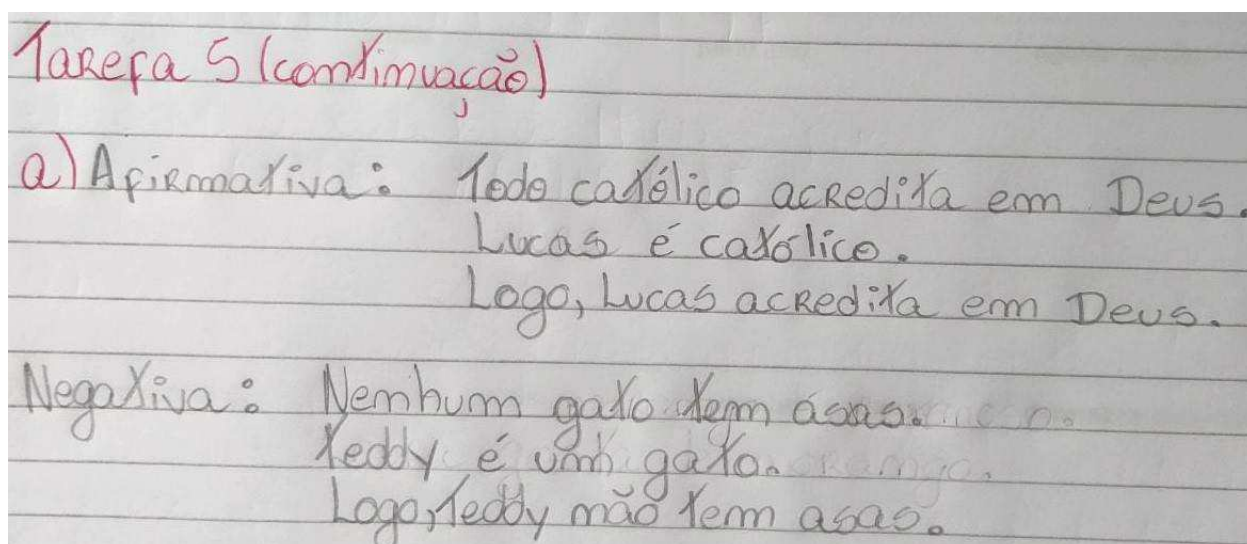 Tarefa 5 (continuação)
a) Afirmativa: Todo católico acredita em Deus.
Lucas é católico.
Logo, Lucas acredita em Deus.
Negativa: Nenhum gato tem ásas.
Teddy é um gato.
Logo, Teddy não tem asas.